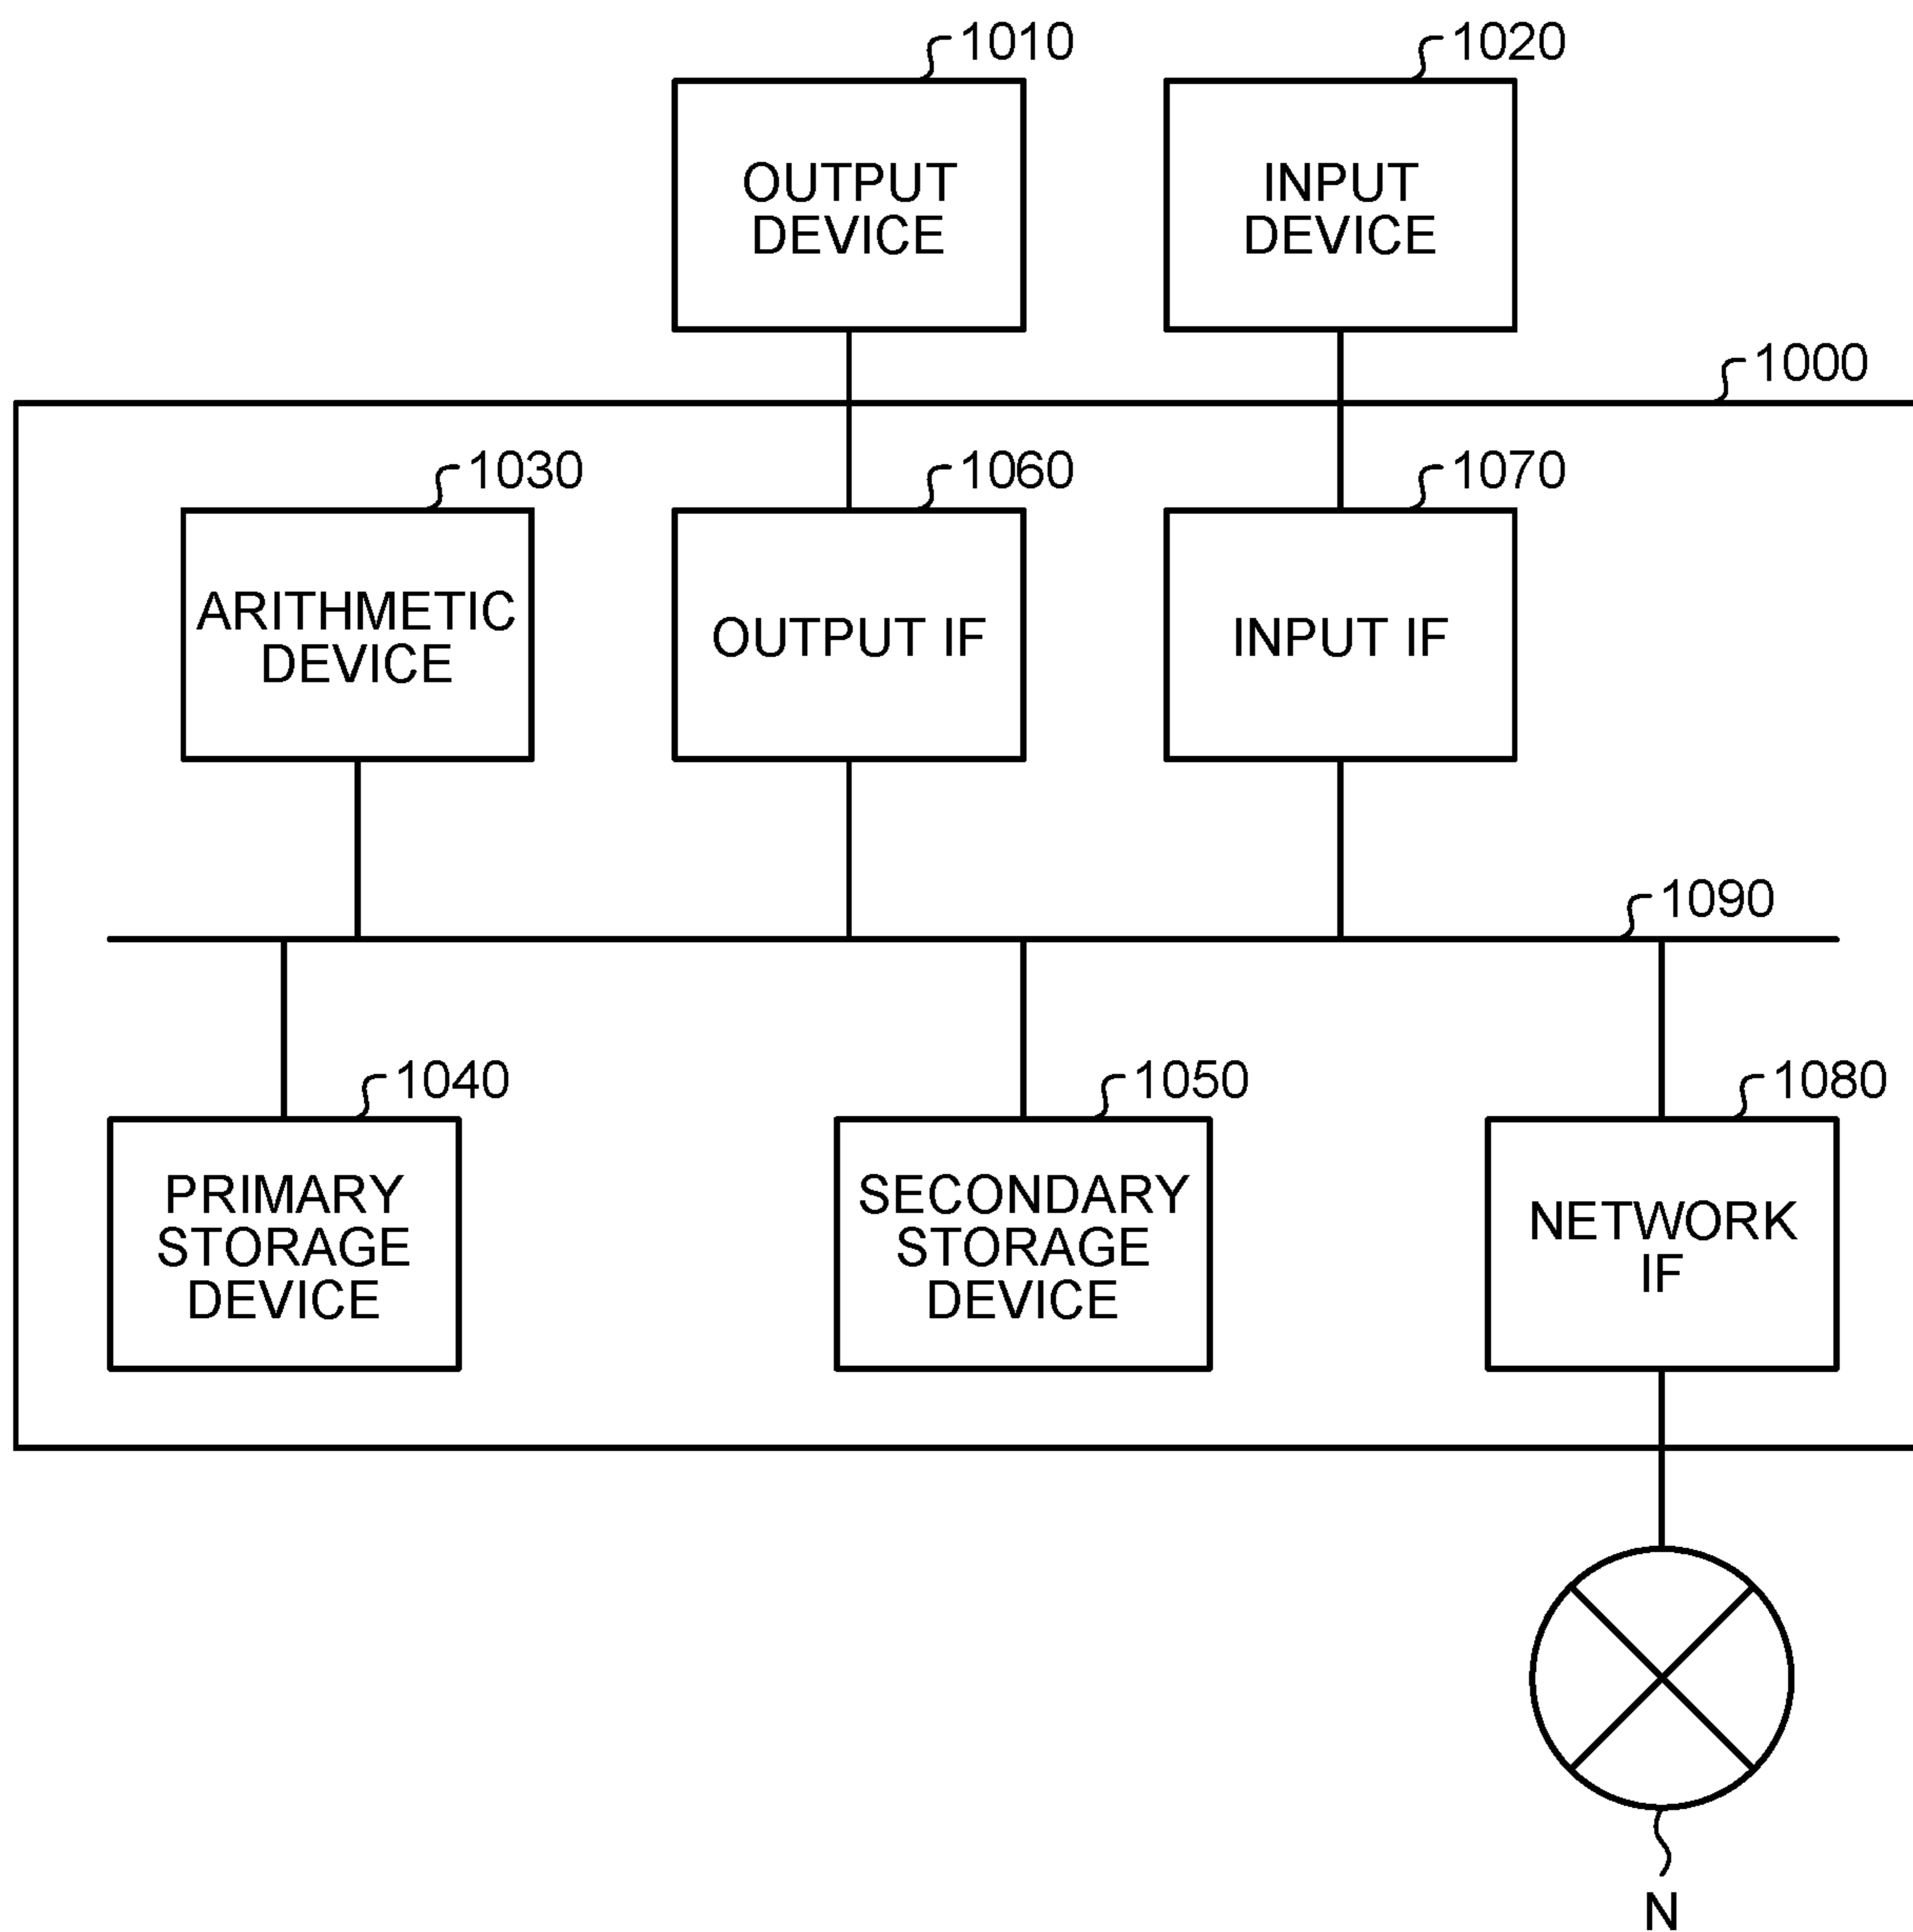 1010
1020
OUTPUT
DEVICE
INPUT
DEVICE
1000
1030
1060
1070
ARITHMETIC
DEVICE
OUTPUT IF
INPUT IF
1090
1040
1050
1080
PRIMARY
STORAGE
DEVICE
SECONDARY
STORAGE
DEVICE
NETWORK
IF
N